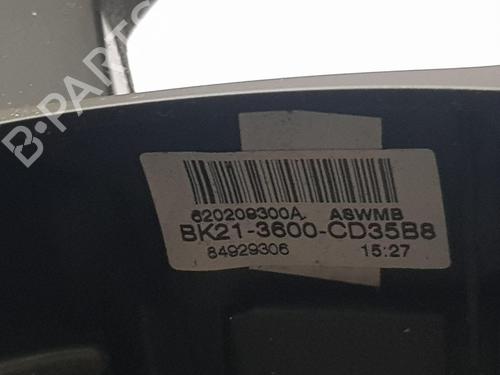 B-PARTS
620209300A. ASWMB
BK21-3600-CD35B8
84929306 15:27